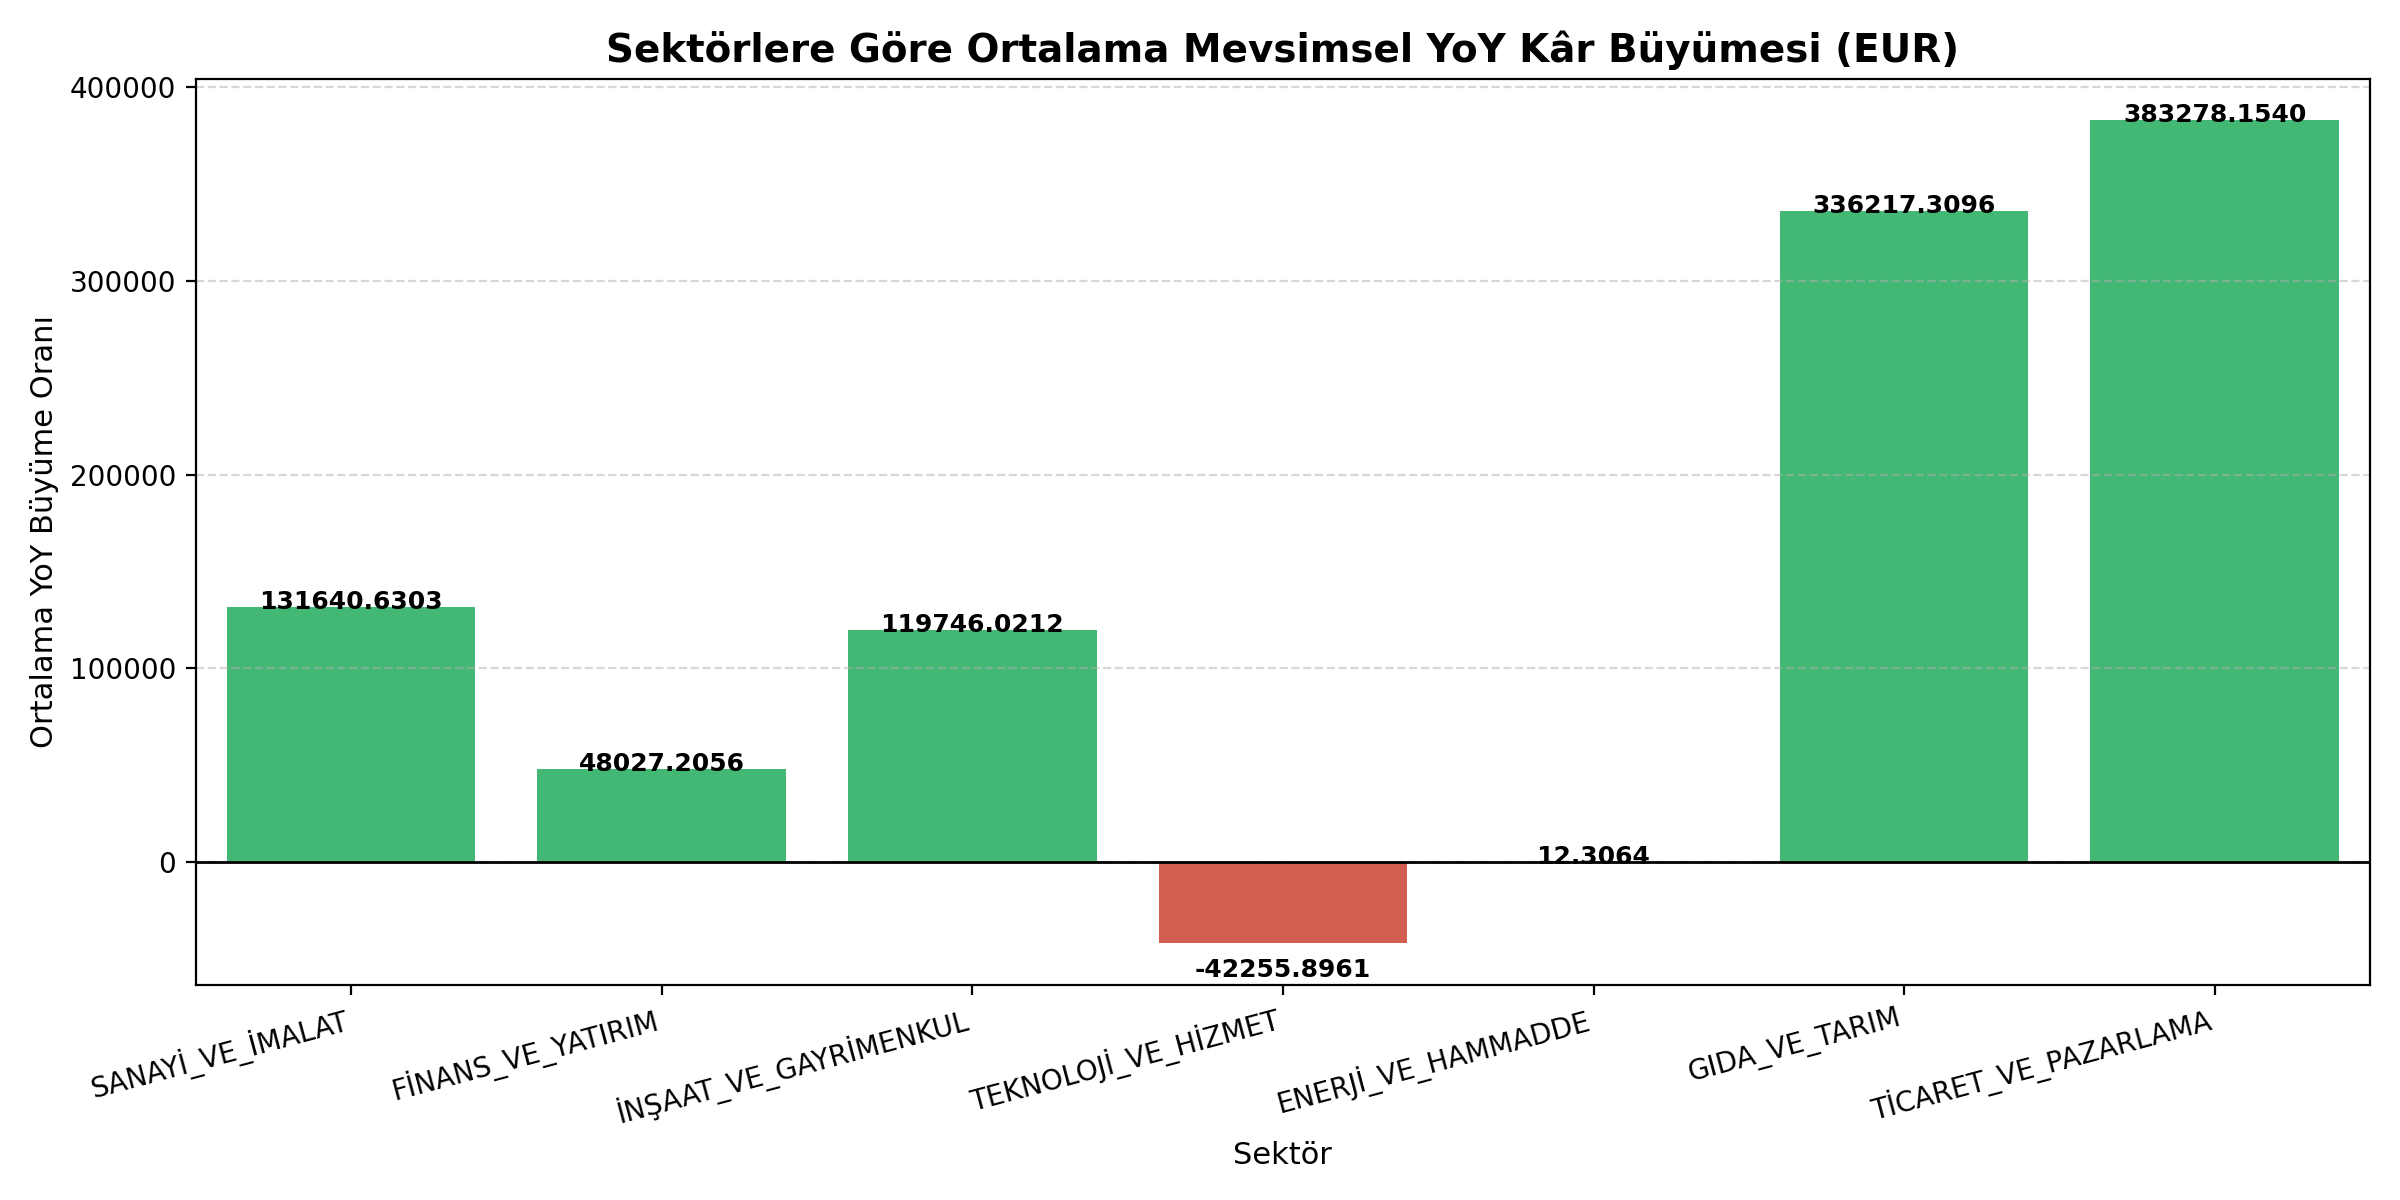 Sektörlere Göre Ortalama Mevsimsel YoY Kâr Büyümesi (EUR)
Ortalama YoY Büyüme Oranı
400000
300000
200000
100000
0
131640.6303
48027.2056
119746.0212
-42255.8961
12.3064
336217.3096
383278.1540
SANAYİ_VE_İMALAT
FİNANS_VE_YATIRIM
İNŞAAT_VE_GAYRİMENKUL
TEKNOLOJİ_VE_HİZMET
ENERJİ_VE_HAMMADDE
GIDA_VE_TARIM
TİCARET_VE_PAZARLAMA
Sektör